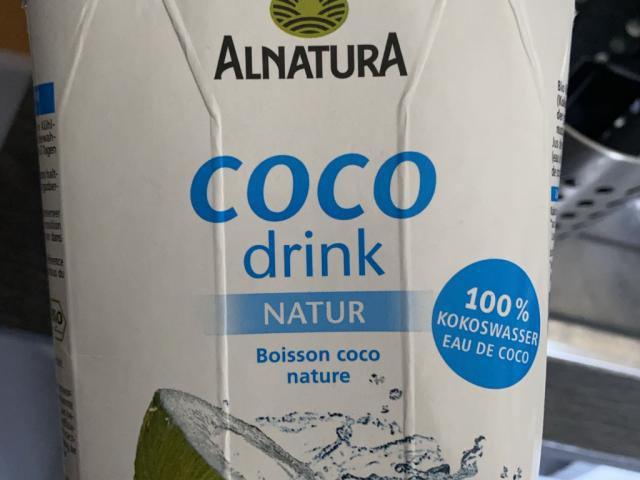 ALNATURA
coco
drink
NATUR
Boisson coco
nature
100%
KOKOSWASSER
EAU DE COCO